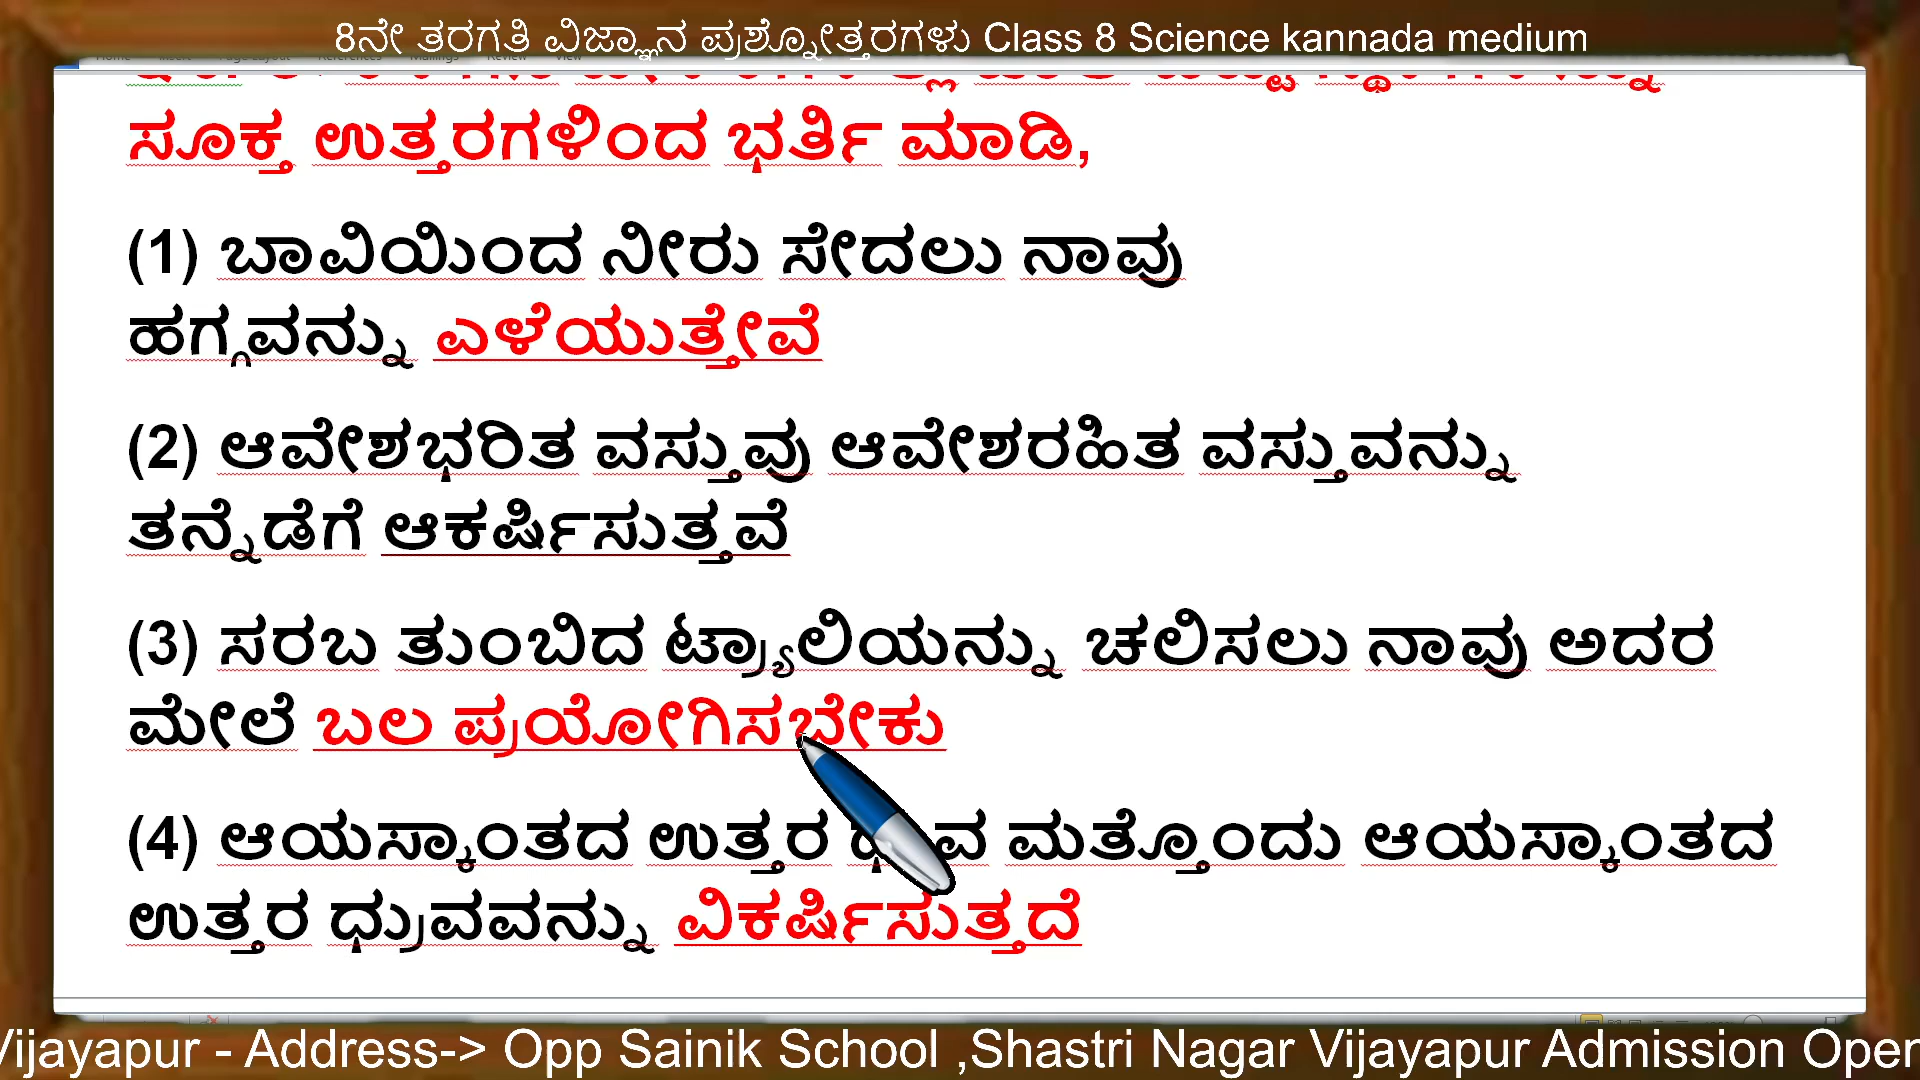 8ನೇ ತರಗತಿ ವಿಜ್ಞಾನ ಪ್ರಶ್ನೋತ್ತರಗಳು Class 8 Science kannada medium
ಸೂಕ್ತ ಉತ್ತರಗಳಿಂದ ಭರ್ತಿ ಮಾಡಿ,
(1) ಬಾವಿಯಿಂದ ನೀರು ಸೇದಲು ನಾವು
ಹಗ್ಗವನ್ನು ಎಳೆಯುತ್ತೇವೆ
(2) ಆವೇಶಭರಿತ ವಸ್ತುವು ಆವೇಶರಹಿತ ವಸ್ತುವನ್ನು
ತನ್ನೆಡೆಗೆ ಆಕರ್ಷಿಸುತ್ತವೆ
(3) ಸರಬ ತುಂಬಿದ ಟ್ರ್ಯಾಲಿಯನ್ನು ಚಲಿಸಲು ನಾವು ಅದರ
ಮೇಲೆ ಬಲ ಪ್ರಯೋಗಿಸಬೇಕು
(4) ಆಯಸ್ಕಾಂತದ ಉತ್ತರ ಮತ್ತೊಂದು ಆಯಸ್ಕಾಂತದ
ಉತ್ತರ ಧ್ರುವವನ್ನು ವಿಕರ್ಷಿಸುತ್ತದೆ
Vijayapur - Address-> Opp Sainik School ,Shastri Nagar Vijayapur Admission Open